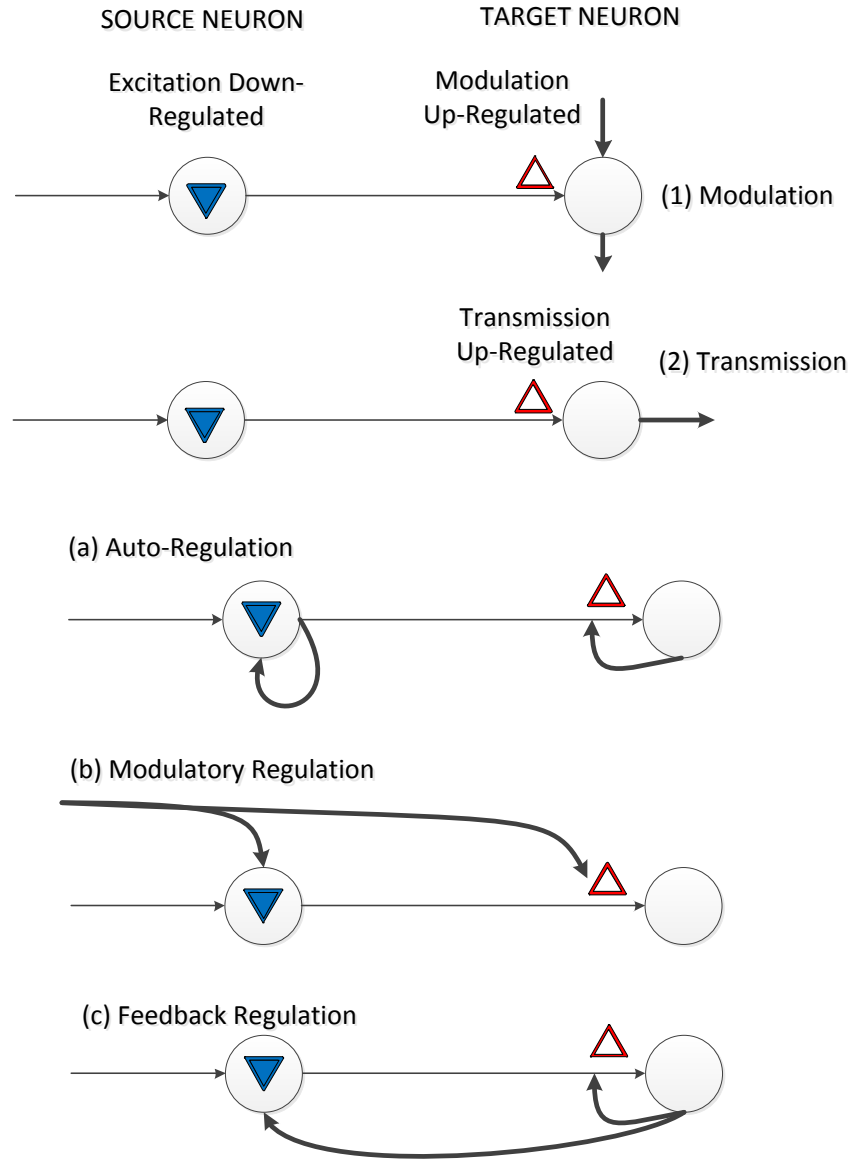 SOURCE NEURON
TARGET NEURON
Excitation Down-
Regulated
Modulation
Up-Regulated
(1) Modulation
Transmission
Up-Regulated
(2) Transmission
(a) Auto-Regulation
(b) Modulatory Regulation
(c) Feedback Regulation